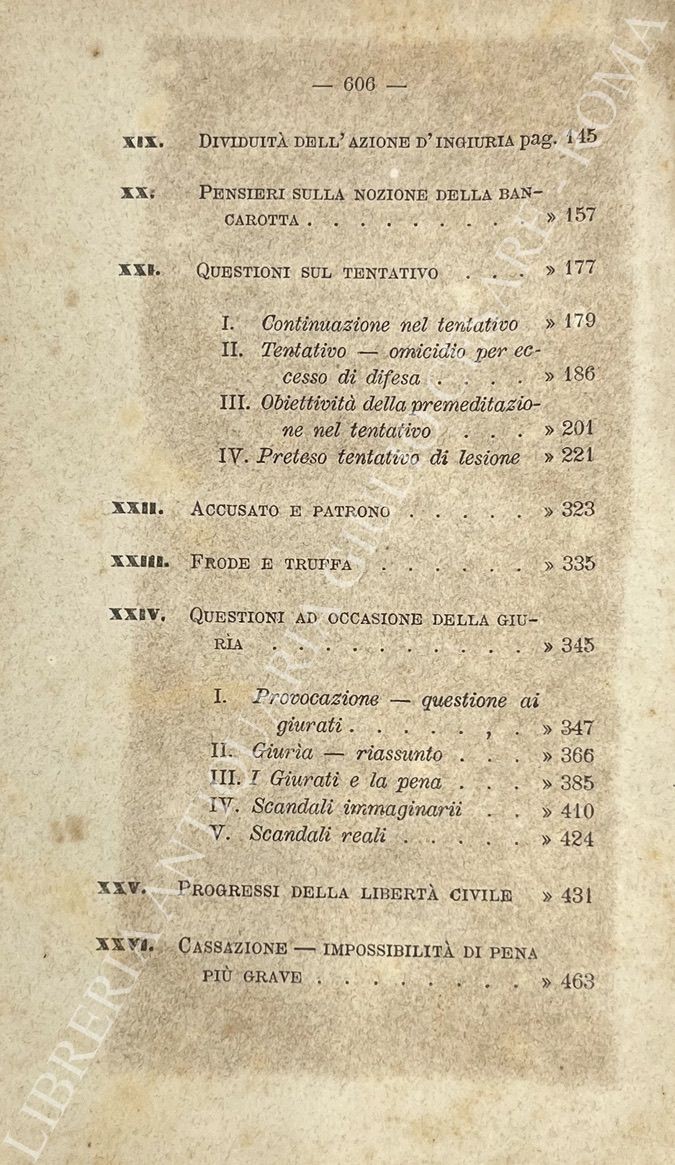 — 606 —
XIX. DIVIDUITÀ DELL' AZIONE D' INGIURIA pag. 145
XX. PENSIERI SULLA NOZIONE DELLA BAN-
CAROTTA . . . . . . . . » 157
XXI. QUESTIONI SUL TENTATIVO . . . » 177
I. Continuazione nel tentativo » 179
II. Tentativo — omicidio per ec-
cesso di difesa . . . . » 186
III. Obiettività della premeditazio-
ne nel tentativo . . . » 201
IV. Preteso tentativo di lesione » 221
XXII. ACCUSATO E PATRONO . . . . . » 323
XXIII. FRODE E TRUFFA . . . . . . » 335
XXIV. QUESTIONI AD OCCASIONE DELLA GIU-
RÌA . . . . . . . . . . . » 345
I. Provocazione — questione ai
giurati . . . . . , . » 347
II. Giurìa — riassunto . . . » 366
III. I Giurati e la pena . . . » 385
IV. Scandali immaginarii . . » 410
V. Scandali reali . . . . . » 424
XXV. PROGRESSI DELLA LIBERTÀ CIVILE » 431
XXVI. CASSAZIONE — IMPOSSIBILITÀ DI PENA
PIÙ GRAVE . . . . . . . . » 463
LIBRERIA ANTIQUARIA GIULIO CESARE - ROMA